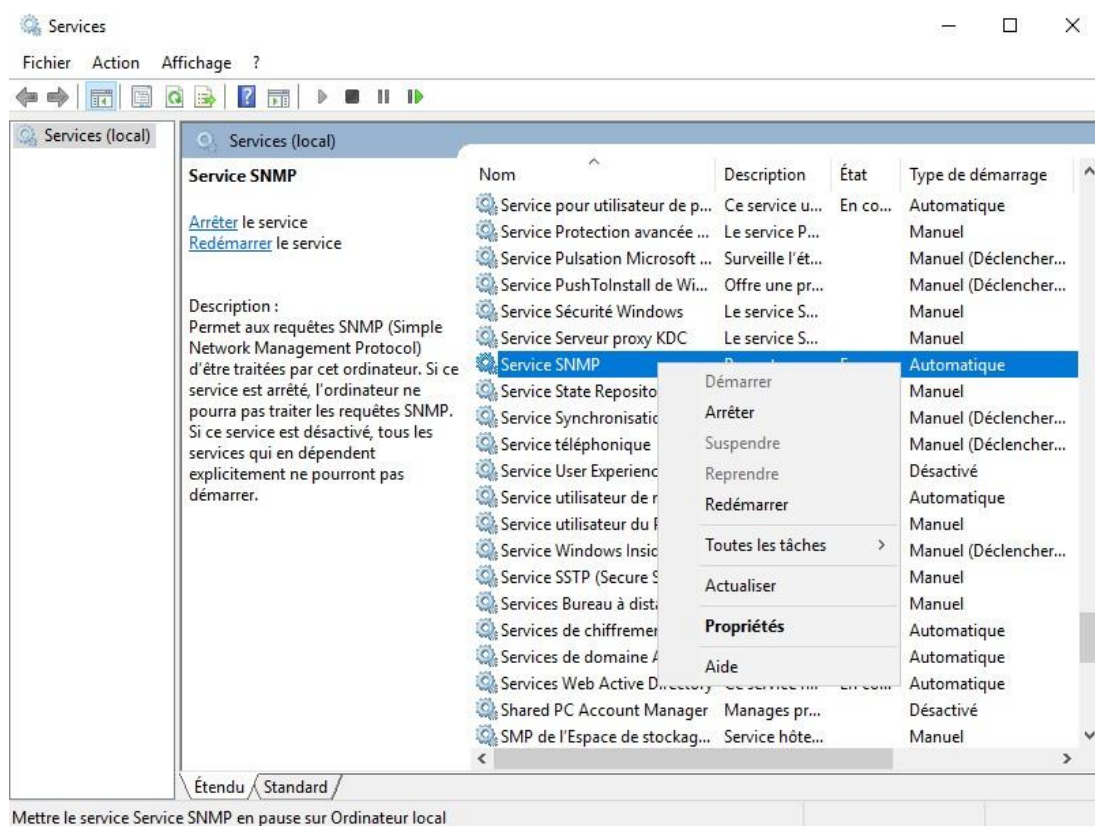 Services
Fichier Action Affichage ?
Services (local)
Services (local)
Service SNMP
Arrêter le service
Redémarrer le service
Description :
Permet aux requêtes SNMP (Simple
Network Management Protocol)
d'être traitées par cet ordinateur. Si ce
service est arrêté, l'ordinateur ne
pourra pas traiter les requêtes SNMP.
Si ce service est désactivé, tous les
services qui en dépendent
explicitement ne pourront pas
démarrer.
Nom Description État Type de démarrage
Service pour utilisateur de p... Ce service u... En co... Automatique
Service Protection avancée ... Le service P... Manuel
Service Pulsation Microsoft ... Surveille l'ét... Manuel (Déclencher...
Service PushToInstall de Wi... Offre une pr... Manuel (Déclencher...
Service Sécurité Windows Le service S... Manuel
Service Serveur proxy KDC Le service S... Manuel
Service SNMP Automatique
Service State Reposito Manuel
Service Synchronisatio Manuel (Déclencher...
Service téléphonique Manuel (Déclencher...
Service User Experienc Désactivé
Service utilisateur de Automatique
Service utilisateur du Manuel
Service Windows Insid Manuel (Déclencher...
Service SSTP (Secure S Manuel
Services Bureau à dista Manuel
Services de chiffremer Automatique
Services de domaine A Automatique
Services Web Active Directory Automatique
Shared PC Account Manager Manages pr... Désactivé
SMP de l'Espace de stockag... Service hôte... Manuel
Démarrer
Arrêter
Suspendre
Reprendre
Redémarrer
Toutes les tâches
Actualiser
Propriétés
Aide
Étendu Standard
Mettre le service Service SNMP en pause sur Ordinateur local